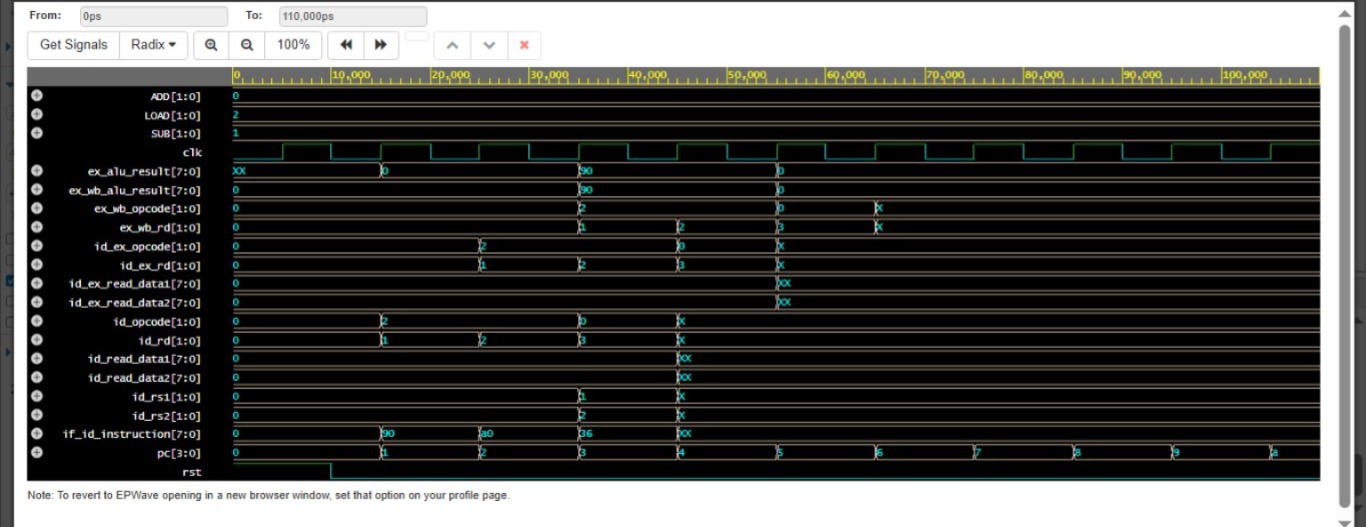 From: 0ps To: 110,000ps
Get Signals Radix 100%
0 10,000 20,000 30,000 40,000 50,000 60,000 70,000 80,000 90,000 100,000
ADD[1:0] 0
LOAD[1:0] 2
SUB[1:0] 1
clk
ex_alu_result[7:0] XX 0 90 0
ex_wb_alu_result[7:0] 0 90 0
ex_wb_opcode[1:0] 0 2 0 X
ex_wb_rd[1:0] 0 1 2 3 X
id_ex_opcode[1:0] 0 2 0 X
id_ex_rd[1:0] 0 1 2 3 X
id_ex_read_data1[7:0] 0 XX
id_ex_read_data2[7:0] 0 XX
id_opcode[1:0] 0 2 0 X
id_rd[1:0] 0 1 2 3 X
id_read_data1[7:0] 0 XX
id_read_data2[7:0] 0 XX
id_rs1[1:0] 0 1 X
id_rs2[1:0] 0 2 X
if_id_instruction[7:0] 0 90 a0 36 XX
pc[3:0] 0 1 2 3 4 5 6 7 8 9 a
rst
Note: To revert to EPWave opening in a new browser window, set that option on your profile page.